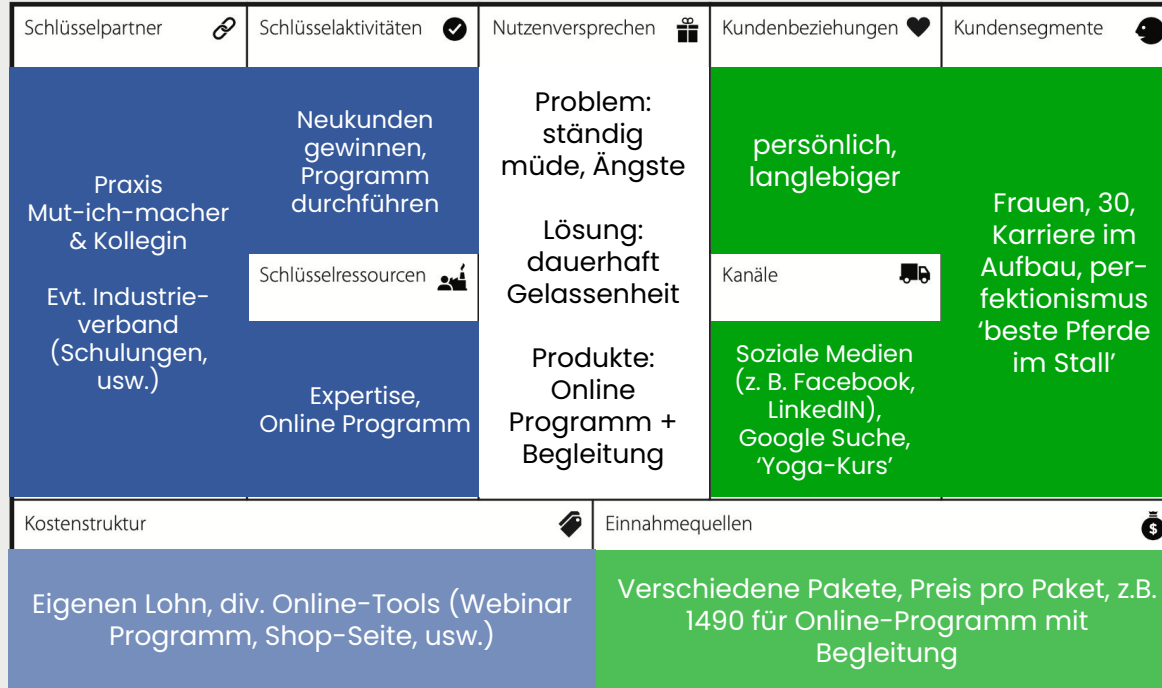 Schlüsselpartner
Praxis
Mut-ich-macher
& Kollegin
Evt. Industrie-
verband
(Schulungen,
usw.)
Schlüsselaktivitäten
Neukunden
gewinnen,
Programm
durchführen
Schlüsselressourcen
Expertise,
Online Programm
Nutzenversprechen
Problem:
ständig
müde, Ängste
Lösung:
dauerhaft
Gelassenheit
Produkte:
Online
Programm +
Begleitung
Kundenbeziehungen
persönlich,
langlebiger
Kanäle
Soziale Medien
(z. B. Facebook,
LinkedIN),
Google Suche,
‘Yoga-Kurs’
Kundensegmente
Frauen, 30,
Karriere im
Aufbau, per-
fektionismus
‘beste Pferde
im Stall’
Kostenstruktur
Eigenen Lohn, div. Online-Tools (Webinar
Programm, Shop-Seite, usw.)
Einnahmequellen
$
Verschiedene Pakete, Preis pro Paket, z.B.
1490 für Online-Programm mit
Begleitung